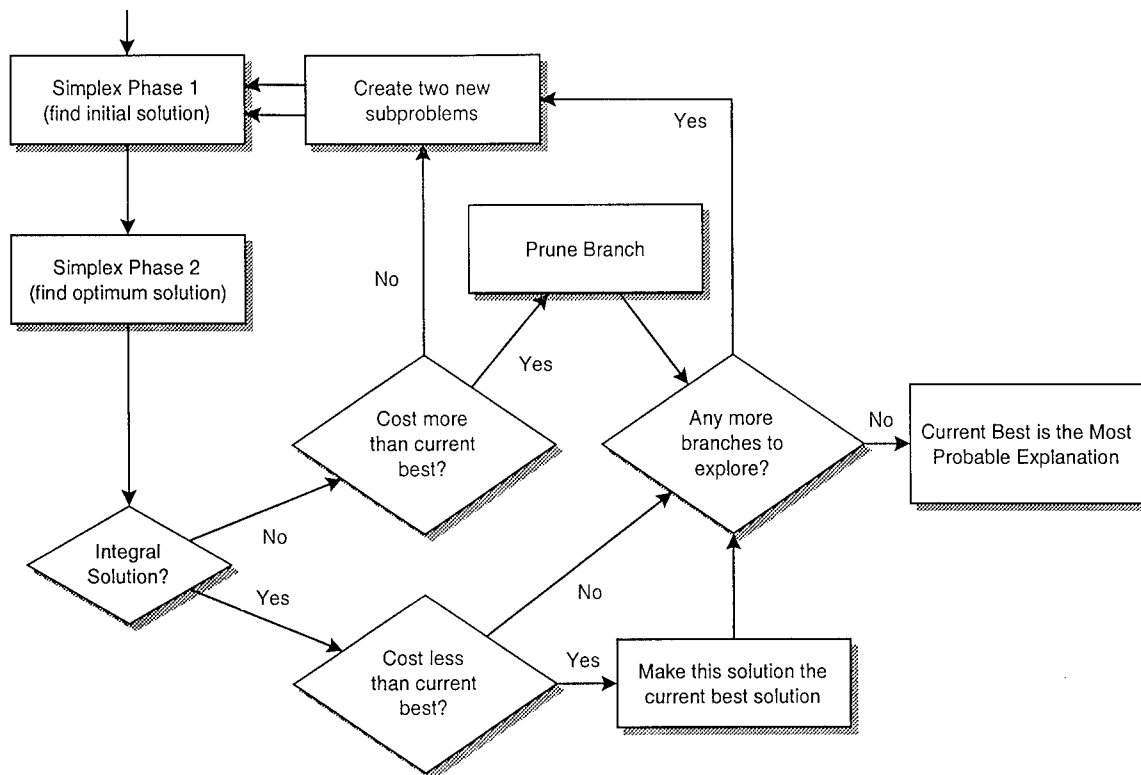 Simplex Phase 1
(find initial solution)
Create two new
subproblems
Yes
Prune Branch
Simplex Phase 2
(find optimum solution)
No
Yes
Cost more
than current
best?
Any more
branches to
explore?
No
Current Best is the Most
Probable Explanation
Integral
Solution?
No
Yes
No
Cost less
than current
best?
Yes
Make this solution the
current best solution